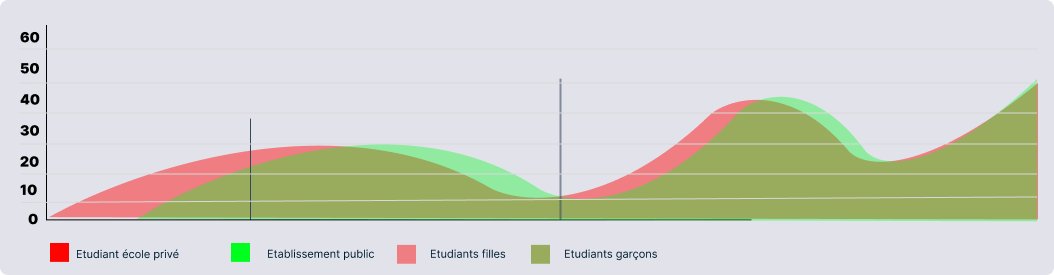 60
50
40
30
20
10
0
Etudiant école privé
Etablissement public
Etudiants filles
Etudiants garçons